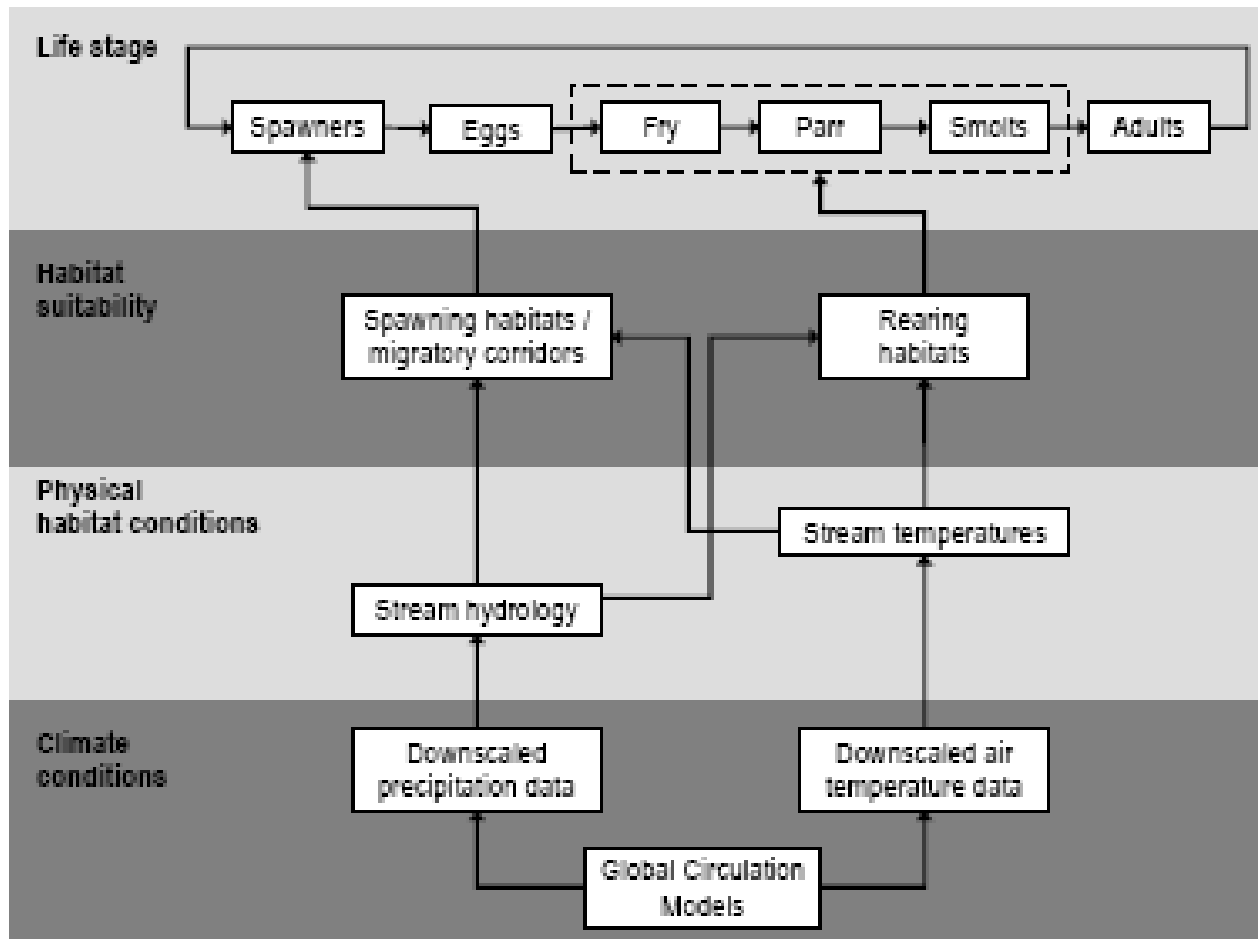 Life stage
Spawners
Eggs
Fry
Parr
Smolts
Adults
Habitat
suitability
Spawning habitats /
migratory corridors
Rearing
habitats
Physical
habitat conditions
Stream temperatures
Stream hydrology
Climate
conditions
Downscaled
precipitation data
Downscaled air
temperature data
Global Circulation
Models